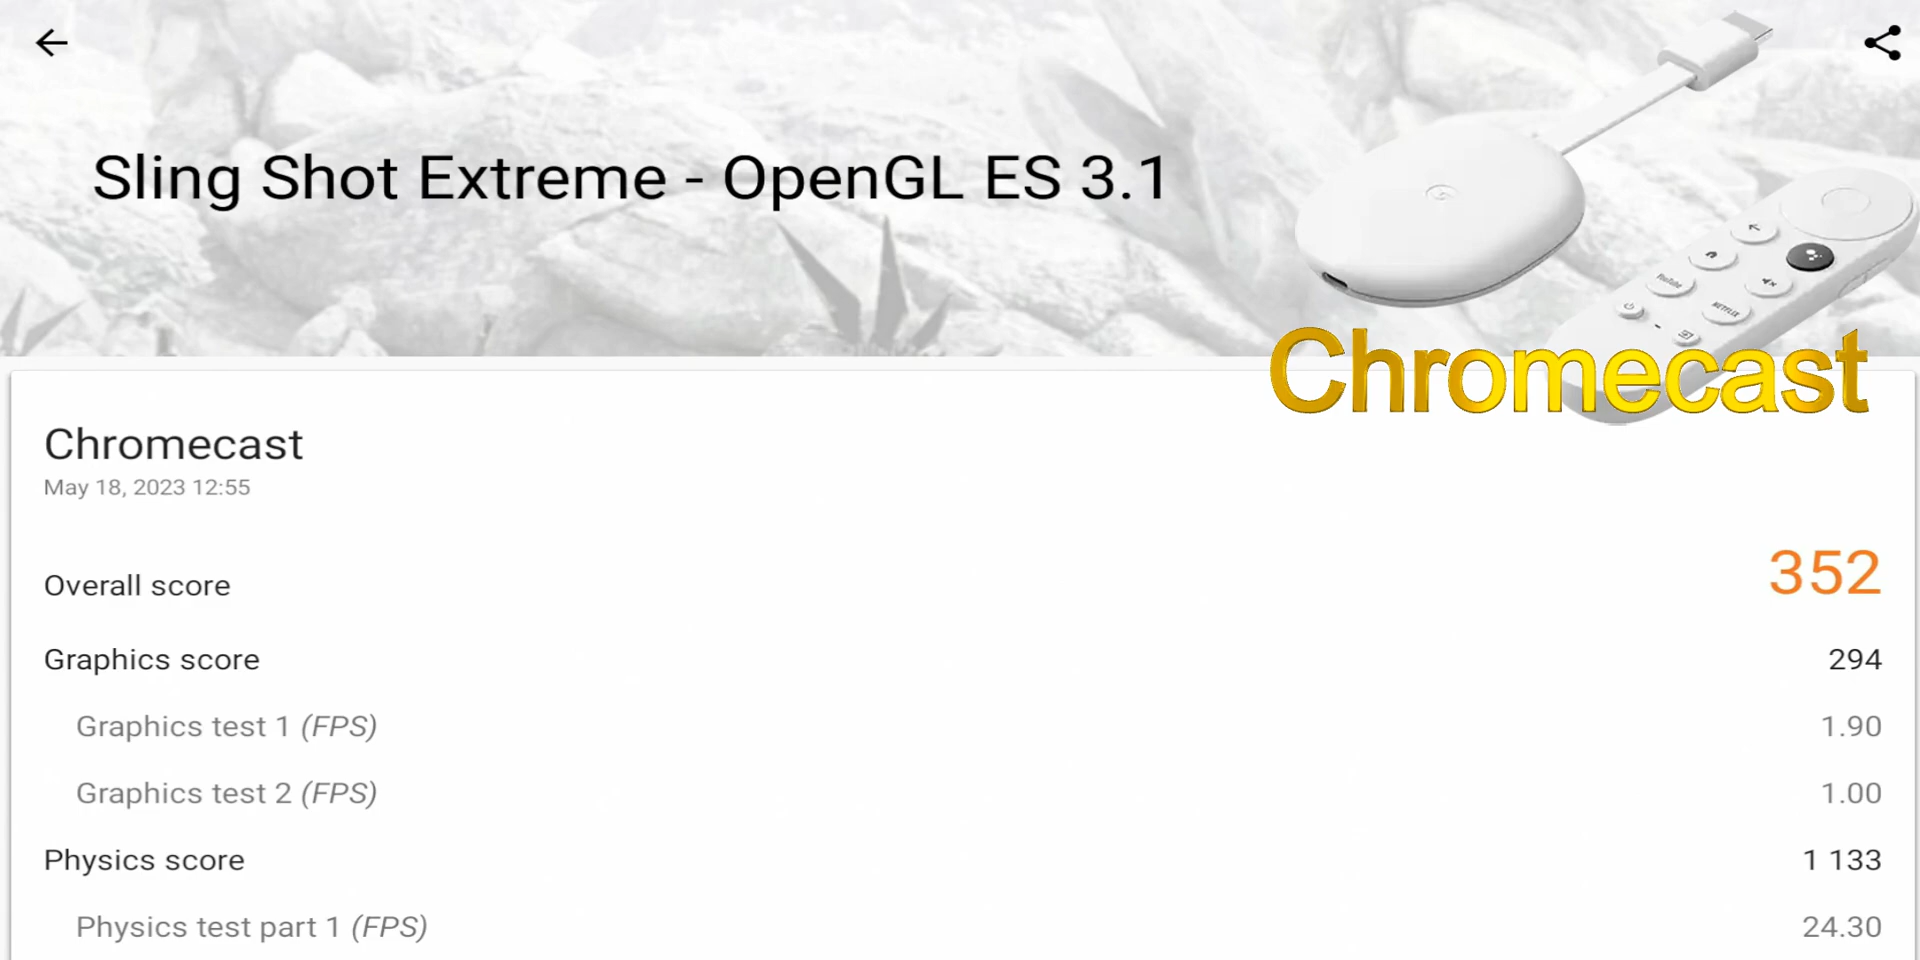 Sling Shot Extreme - OpenGL ES 3.1
YouTube
NETFLIX
Chromecast
Chromecast
May 18, 2023 12:55
Overall score 352
Graphics score 294
Graphics test 1 (FPS) 1.90
Graphics test 2 (FPS) 1.00
Physics score 1 133
Physics test part 1 (FPS) 24.30